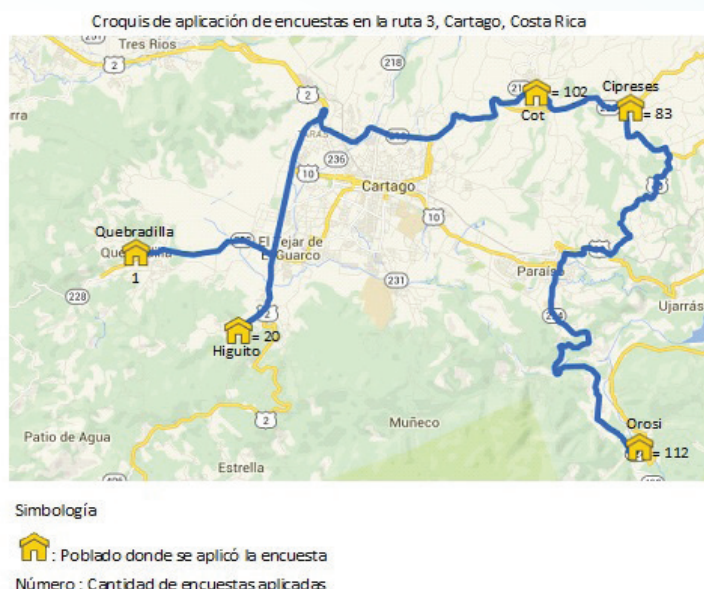 Croquis de aplicación de encuestas en la ruta 3, Cartago, Costa Rica
Tres Rios
2
218
2
= 102
Cipreses
Cot
= 83
TARAS
236
10
Cartago
10
Quebradilla
El Tejar de
El Guarco
1
Paraíso
231
228
Ujarrás
2
= 20
Higuito
Muñeco
Orosi
2
Patio de Agua
= 112
Estrella
Simbología
: Poblado donde se aplicó la encuesta
Número : Cantidad de encuestas aplicadas